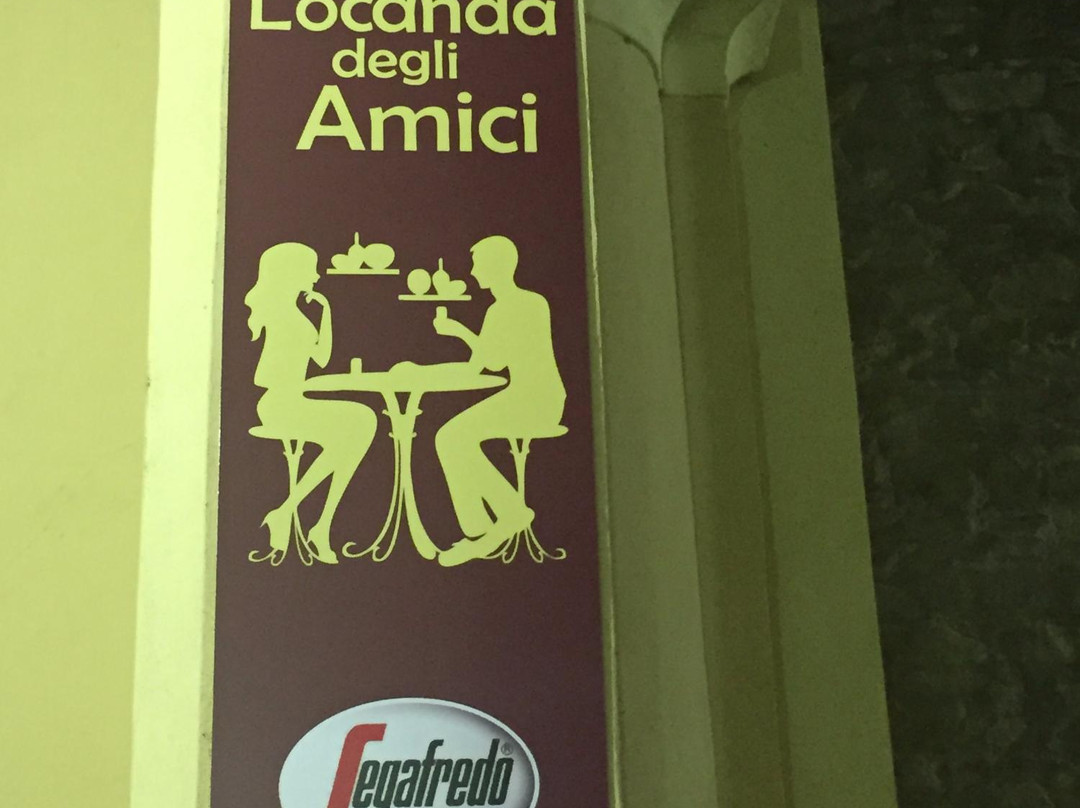 Locanda
degli
Amici
Segafredo®